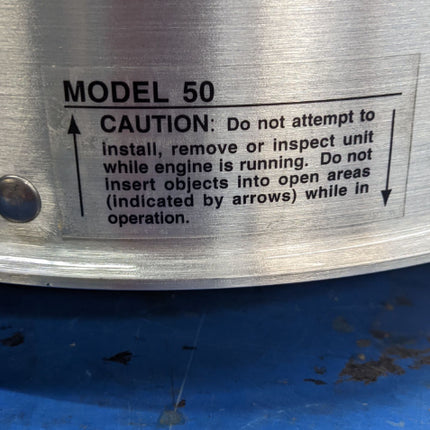 MODEL 50
CAUTION: Do not attempt to
install, remove or inspect unit
while engine is running. Do not
insert objects into open areas
(indicated by arrows) while in
operation.